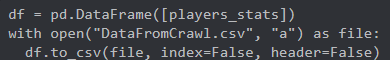 df = pd.DataFrame([players_stats])
with open("DataFromCrawl.csv", "a") as file:
  df.to_csv(file, index=False, header=False)